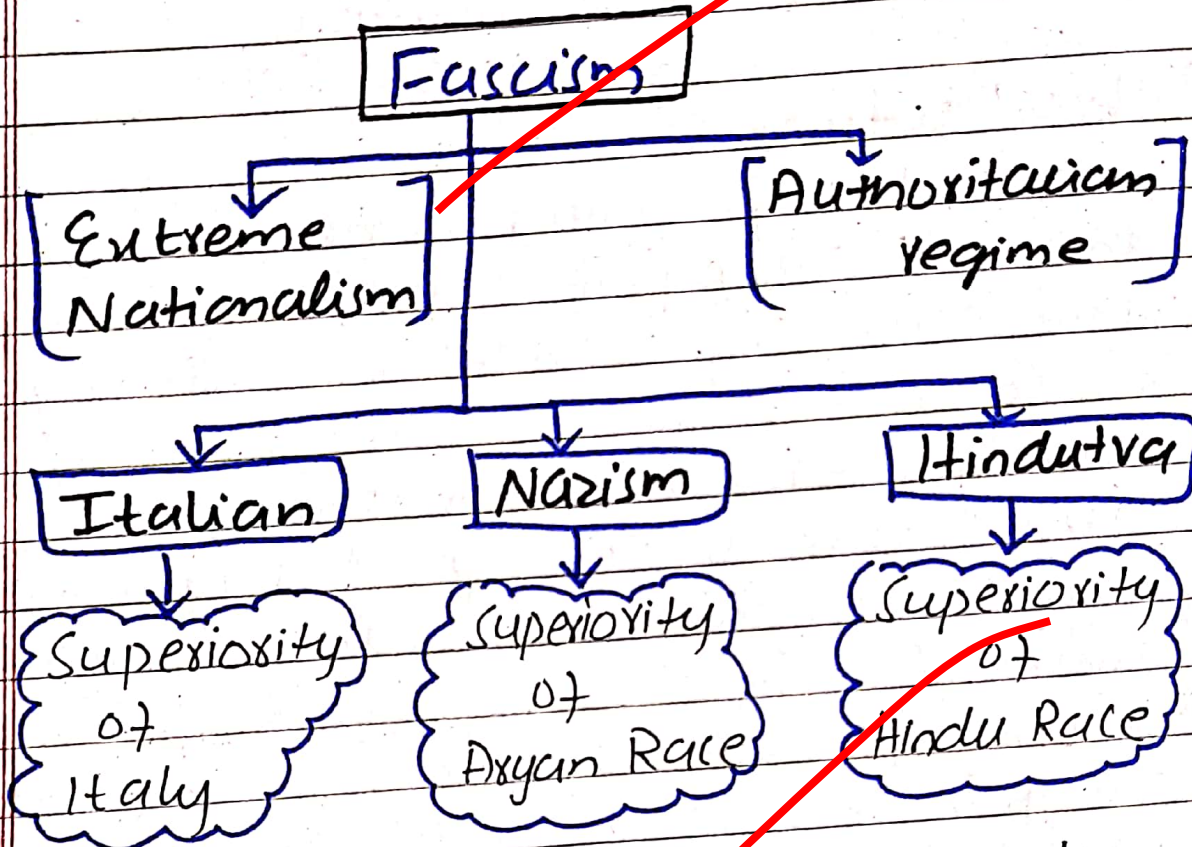 Fascism
Extreme
Nationalism
Authoritarian
regime
Italian
Nazism
Hindutva
Superiority
of
Italy
Superiority
of
Aryan Race
Superiority
of
Hindu Race